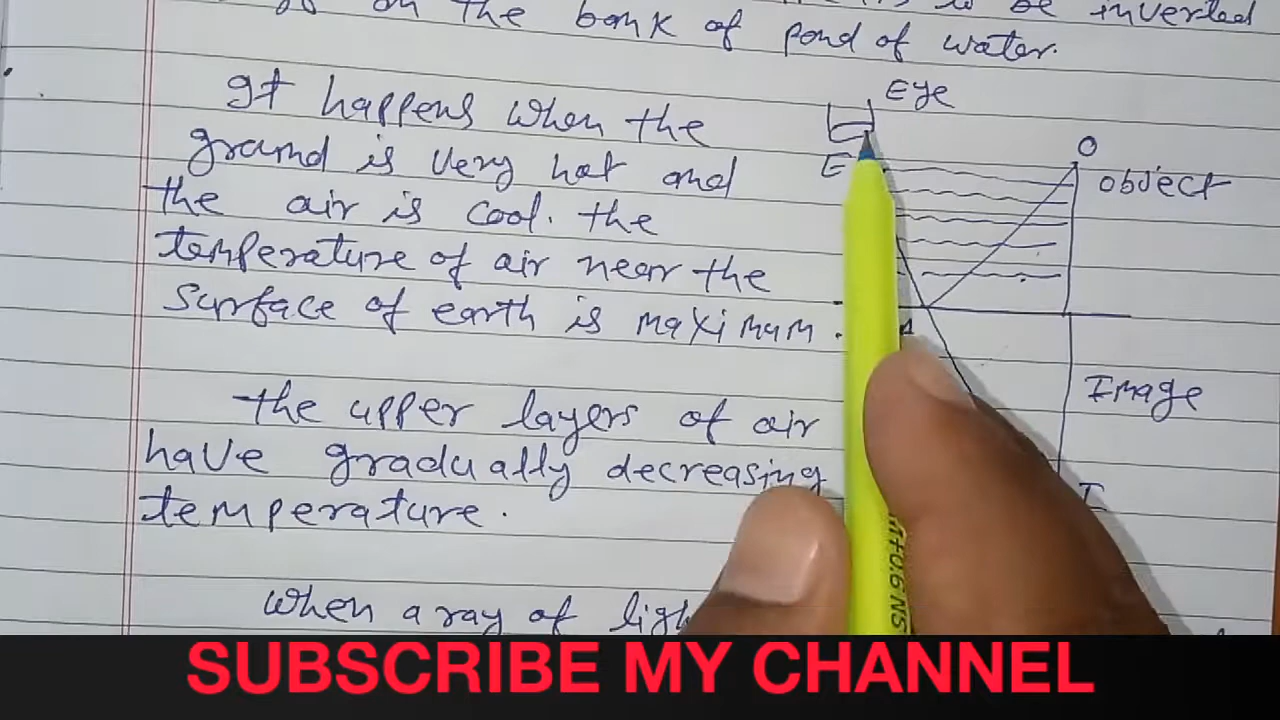 on the bank of pond of water.
be inverted
It happens when the
ground is very hot and
the air is cool. the
temperature of air near the
surface of earth is maximum.
the upper layers of air
have gradually decreasing
temperature.
when a ray of
Eye
E
O
object
A
Image
I
SUBSCRIBE MY CHANNEL